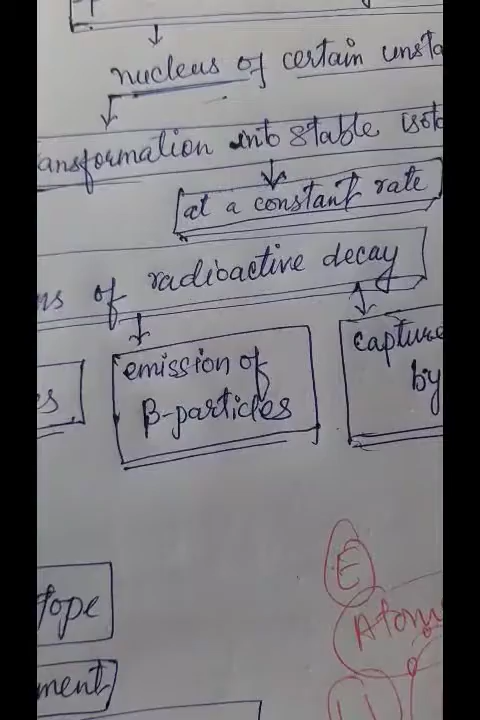 nucleus of certain unsta
ansformation into stable isoto
at a constant rate
ns of radioactive decay
emission of
β-particles
capture
by
es
E
Atom
tope
ment